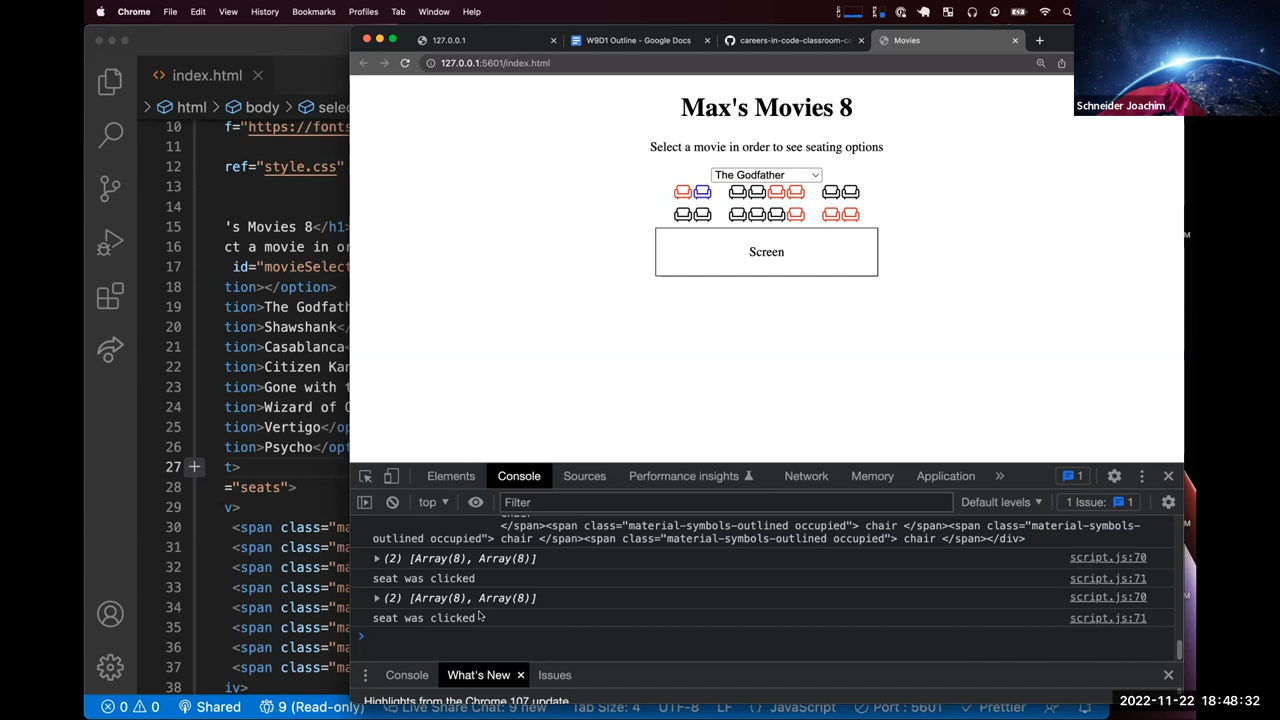 Chrome File Edit View History Bookmarks Profiles Tab Window Help
127.0.0.1 × W9D1 Outline - Google Docs × careers-in-code-classroom-co × Movies × +
127.0.0.1:5601/index.html
Schneider Joachim
index.html ×
html > body >
10 f="https://fonts
11
12 ref="style.css"
13
14
15 's Movies 8</h1>
16 ct a movie in or
17 id="movieSelect
18 tion></option>
19 tion>The Godfath
20 tion>Shawshank</
21 tion>Casablanca<
22 tion>Citizen Kan
23 tion>Gone with t
24 tion>Wizard of O
25 tion>Vertigo</op
26 tion>Psycho</opt
27 t>
28 ="seats">
29 v>
30 <span class="ma
31 <span class="ma
32 <span class="ma
33 <span class="ma
34 <span class="ma
35 <span class="ma
36 <span class="ma
37 <span class="ma
38 iv>
Max's Movies 8
Select a movie in order to see seating options
The Godfather
Screen
Elements Console Sources Performance insights Network Memory Application » 1
top Filter Default levels 1 Issue: 1
</span><span class="material-symbols-outlined occupied"> chair </span><span class="material-symbols-
outlined occupied"> chair </span><span class="material-symbols-outlined occupied"> chair </span></div>
(2) [Array(8), Array(8)] script.js:70
seat was clicked script.js:71
(2) [Array(8), Array(8)] script.js:70
seat was clicked script.js:71
>
Console What's New × Issues ×
Highlights from the Chrome 107 update
0 0 Shared 9 (Read-only) Live Share Chat: 9 new Tab Size: 4 UTF-8 LF JavaScript Port : 5601 Prettier
2022-11-22 18:48:32